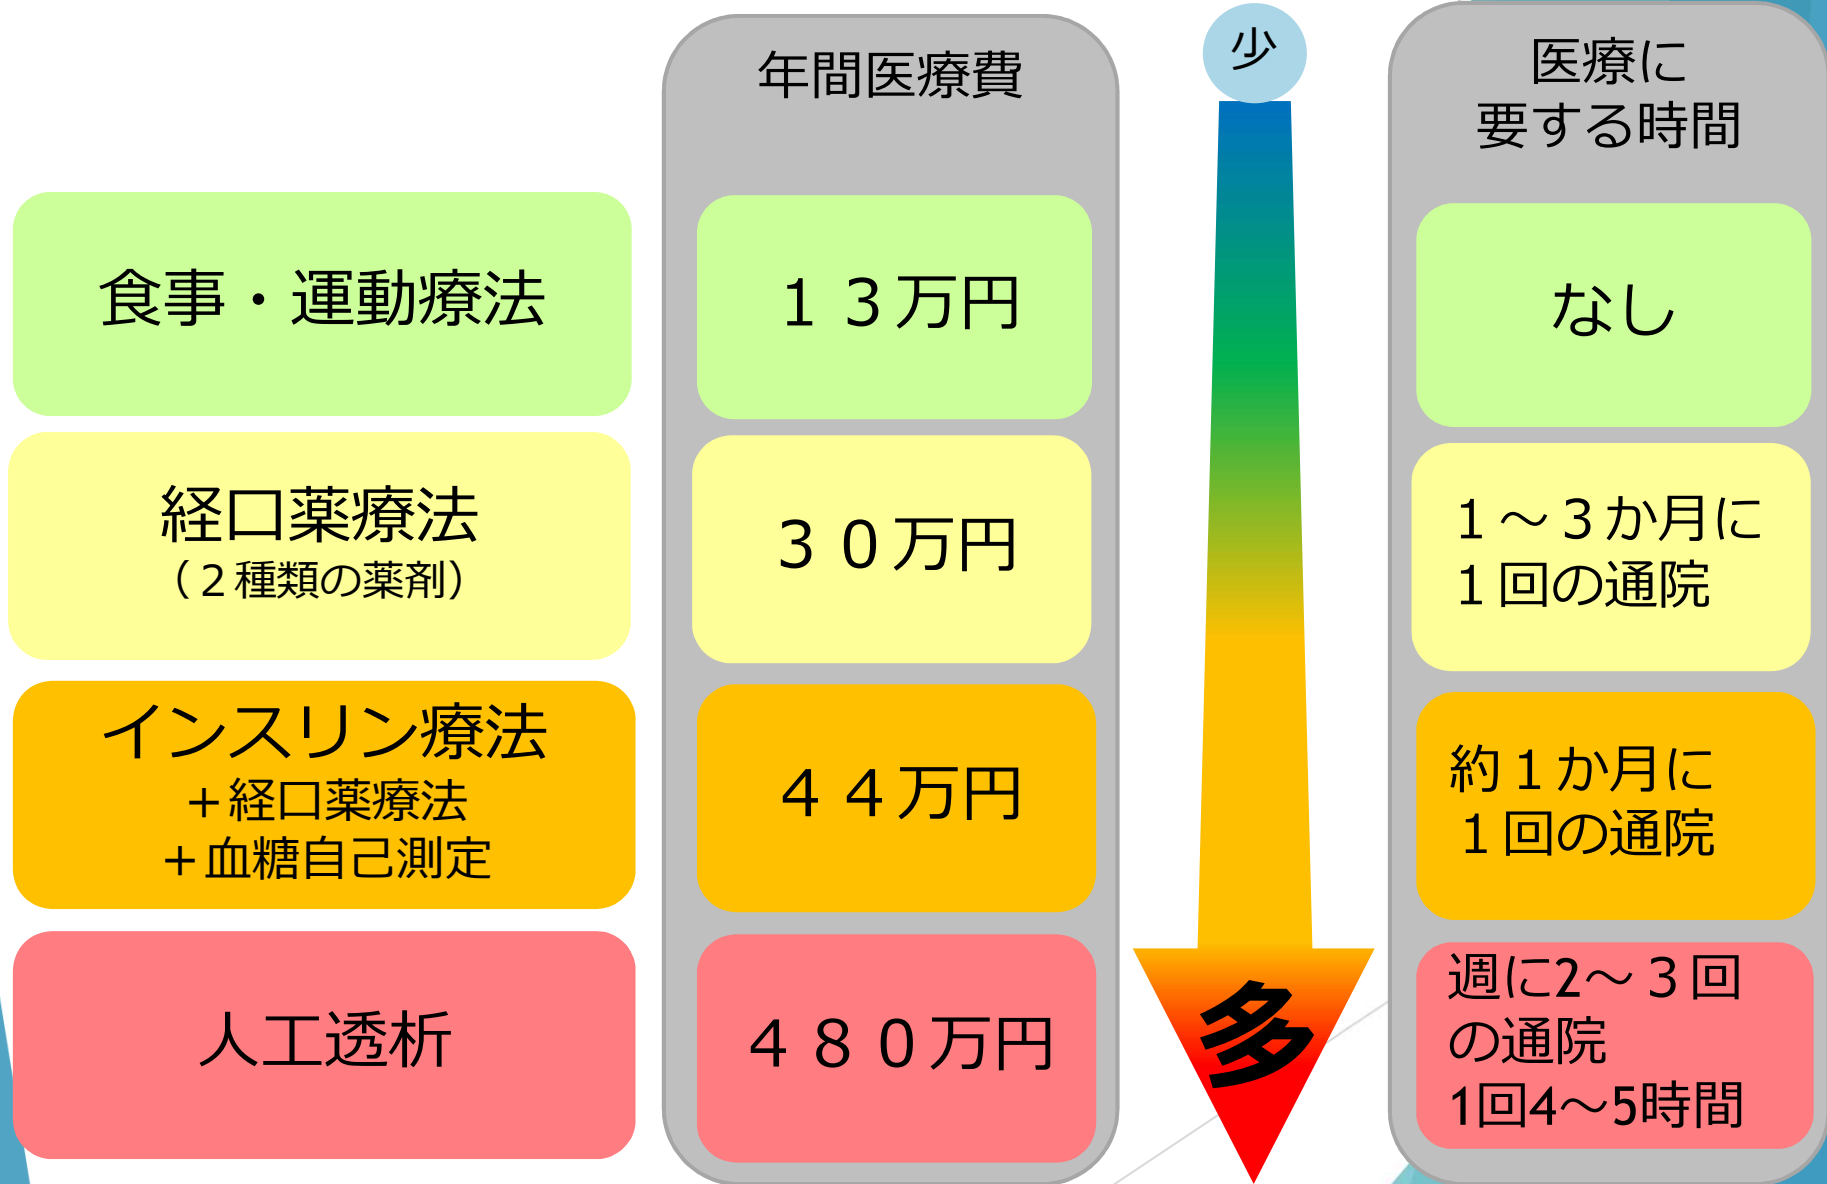 年間医療費
少
医療に
要する時間
食事・運動療法
１３万円
なし
経口薬療法
（２種類の薬剤）
３０万円
１～３か月に
１回の通院
インスリン療法
＋経口薬療法
＋血糖自己測定
４４万円
約１か月に
１回の通院
人工透析
４８０万円
多
週に2～３回
の通院
1回4～5時間